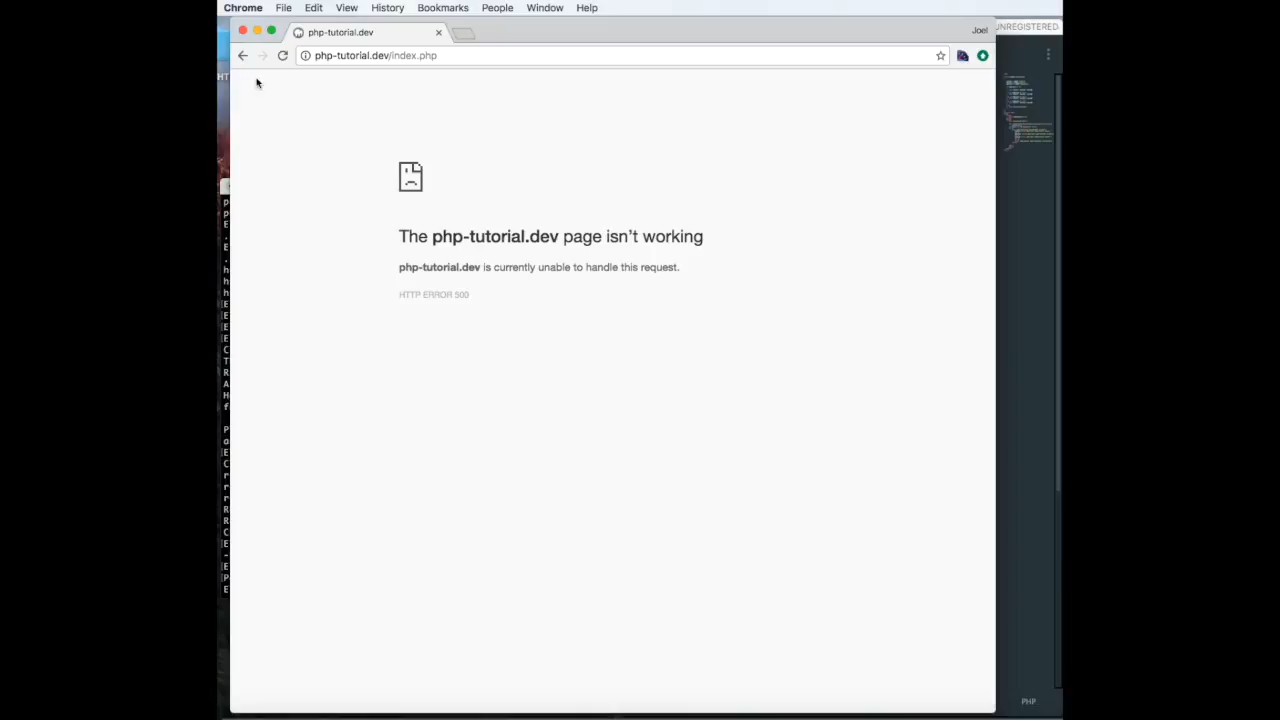 Chrome File Edit View History Bookmarks People Window Help
php-tutorial.dev
Joel
UNREGISTERED
php-tutorial.dev/index.php
HT
The php-tutorial.dev page isn't working
php-tutorial.dev is currently unable to handle this request.
HTTP ERROR 500
PHP